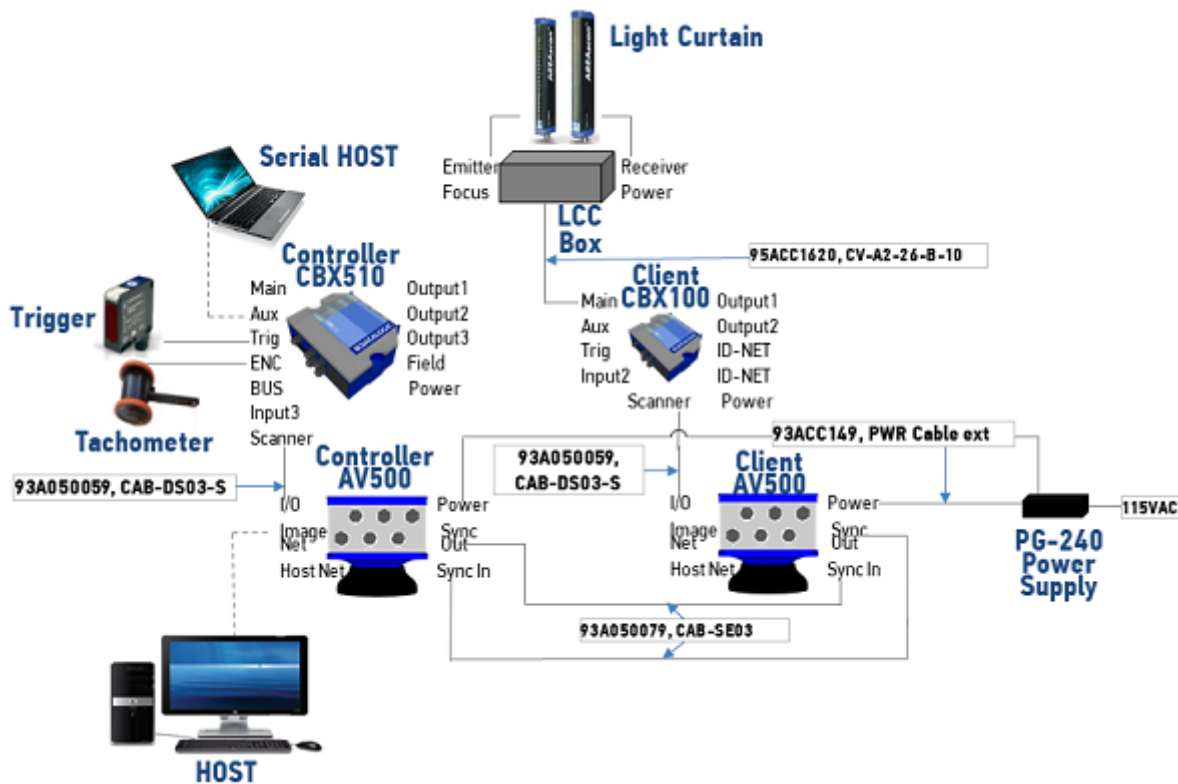 Light Curtain
Serial HOST
Emitter
Focus
Receiver
Power
LCC
Box
95ACC1620, CV-A2-26-B-10
Controller
CBX510
Main
Aux
Trig
ENC
BUS
Input3
Scanner
Output1
Output2
Output3
Field
Power
Client
CBX100
Main
Aux
Trig
Input2
Scanner
Output1
Output2
ID-NET
ID-NET
Power
Trigger
Tachometer
93ACC149, PWR Cable ext
93A050059, CAB-DS03-S
Controller
AV500
I/O
Image
Net
Host Net
Power
Sync
Out
Sync In
93A050059,
CAB-DS03-S
Client
AV500
I/O
Image
Net
Host Net
Power
Sync
Out
Sync In
115VAC
PG-240
Power
Supply
93A050079, CAB-SE03
HOST